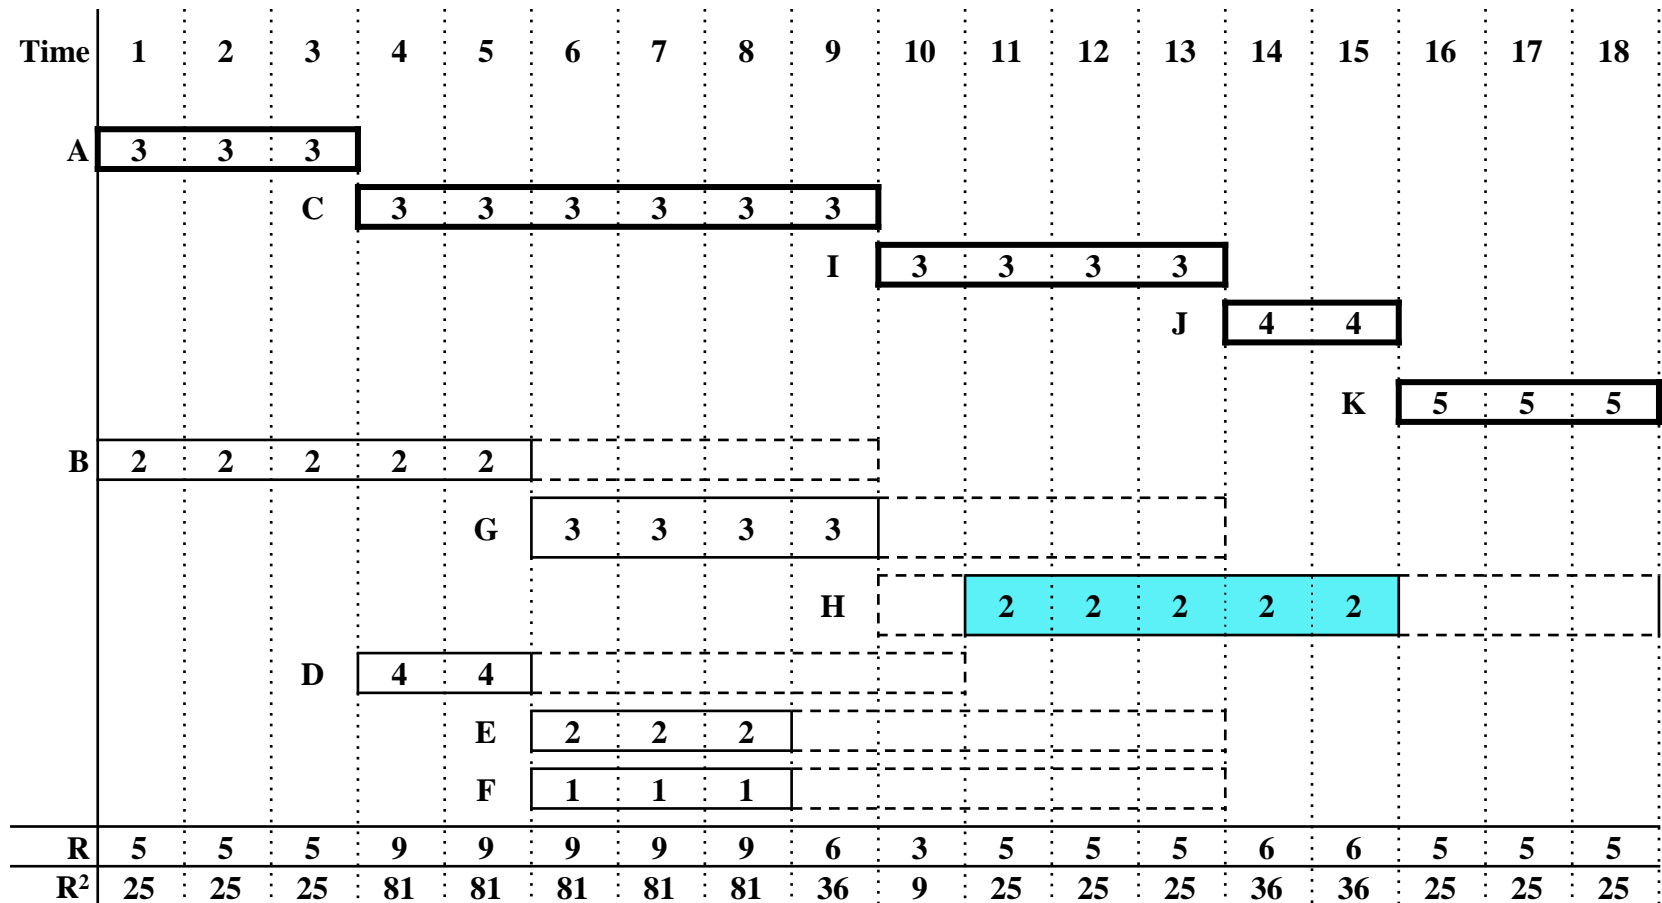 Time 1 2 3 4 5 6 7 8 9 10 11 12 13 14 15 16 17 18
A 3 3 3
C 3 3 3 3 3 3
I 3 3 3 3
J 4 4
K 5 5 5
B 2 2 2 2 2
G 3 3 3 3
H 2 2 2 2 2
D 4 4
E 2 2 2
F 1 1 1
R 5 5 5 9 9 9 9 9 6 3 5 5 5 6 6 5 5 5
R² 25 25 25 81 81 81 81 81 36 9 25 25 25 36 36 25 25 25